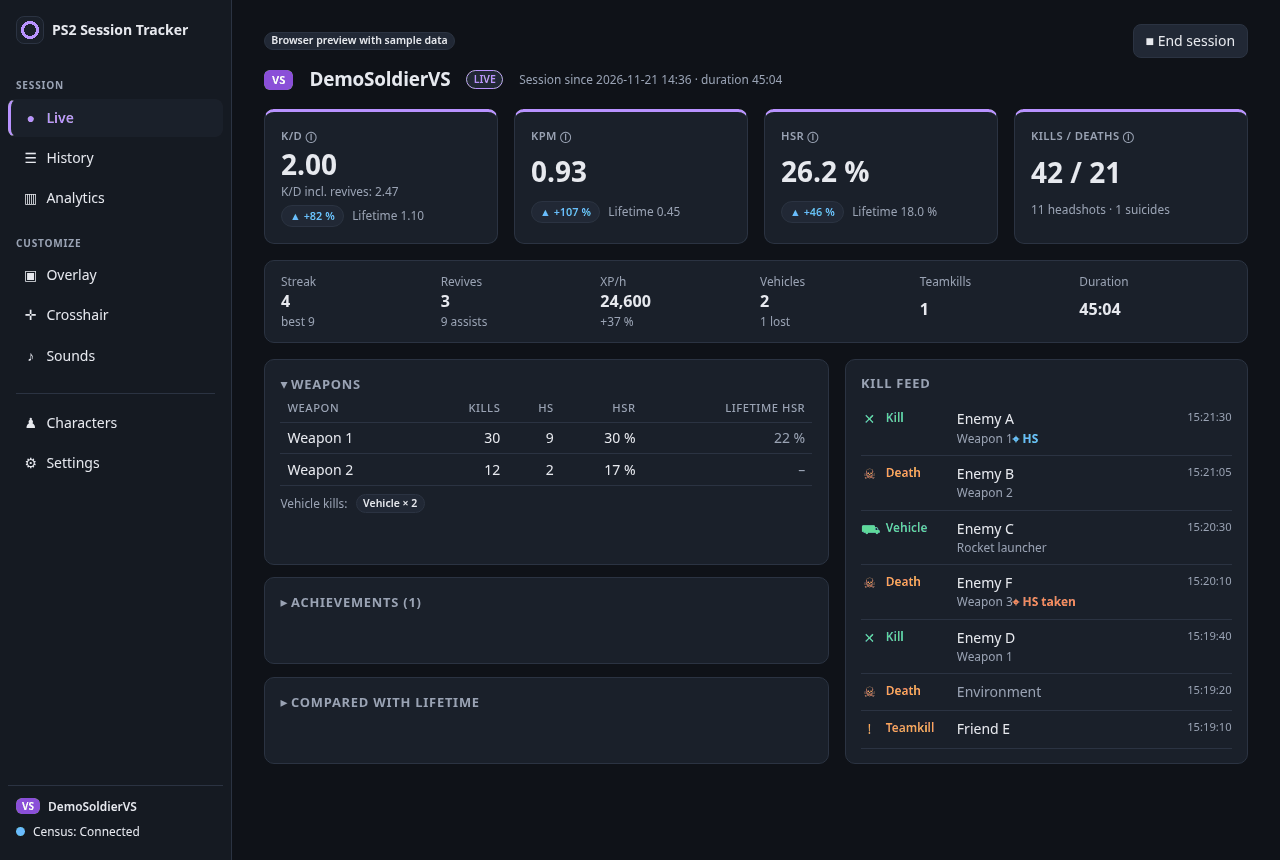 PS2 Session Tracker
SESSION
Live
History
Analytics
CUSTOMIZE
Overlay
Crosshair
Sounds
Characters
Settings
VS DemoSoldierVS
Census: Connected
Browser preview with sample data
■ End session
VS DemoSoldierVS LIVE Session since 2026-11-21 14:36 · duration 45:04
K/D ⓘ
2.00
K/D incl. revives: 2.47
▲ +82 % Lifetime 1.10
KPM ⓘ
0.93
▲ +107 % Lifetime 0.45
HSR ⓘ
26.2 %
▲ +46 % Lifetime 18.0 %
KILLS / DEATHS ⓘ
42 / 21
11 headshots · 1 suicides
Streak
4
best 9
Revives
3
9 assists
XP/h
24,600
+37 %
Vehicles
2
1 lost
Teamkills
1
Duration
45:04
▾ WEAPONS
WEAPON KILLS HS HSR LIFETIME HSR
Weapon 1 30 9 30 % 22 %
Weapon 2 12 2 17 % –
Vehicle kills: Vehicle × 2
▸ ACHIEVEMENTS (1)
▸ COMPARED WITH LIFETIME
KILL FEED
✕ Kill Enemy A 15:21:30
Weapon 1⌖ HS
☠ Death Enemy B 15:21:05
Weapon 2
Vehicle Enemy C 15:20:30
Rocket launcher
☠ Death Enemy F 15:20:10
Weapon 3⌖ HS taken
✕ Kill Enemy D 15:19:40
Weapon 1
☠ Death Environment 15:19:20
! Teamkill Friend E 15:19:10